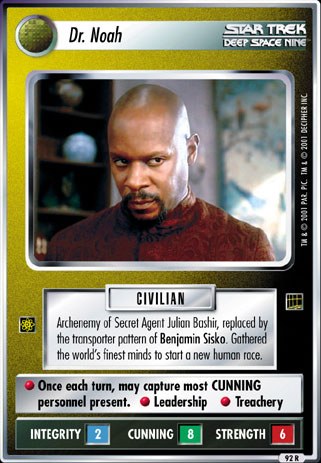 Dr. Noah
STAR TREK
DEEP SPACE NINE
TM & © 2001 PAR. PIC. TM & © 2001 DECIPHER INC.
CIVILIAN
Archenemy of Secret Agent Julian Bashir, replaced by
the transporter pattern of Benjamin Sisko. Gathered
the world's finest minds to start a new human race.
Once each turn, may capture most CUNNING
personnel present. Leadership Treachery
INTEGRITY 2 CUNNING 8 STRENGTH 6
92 R